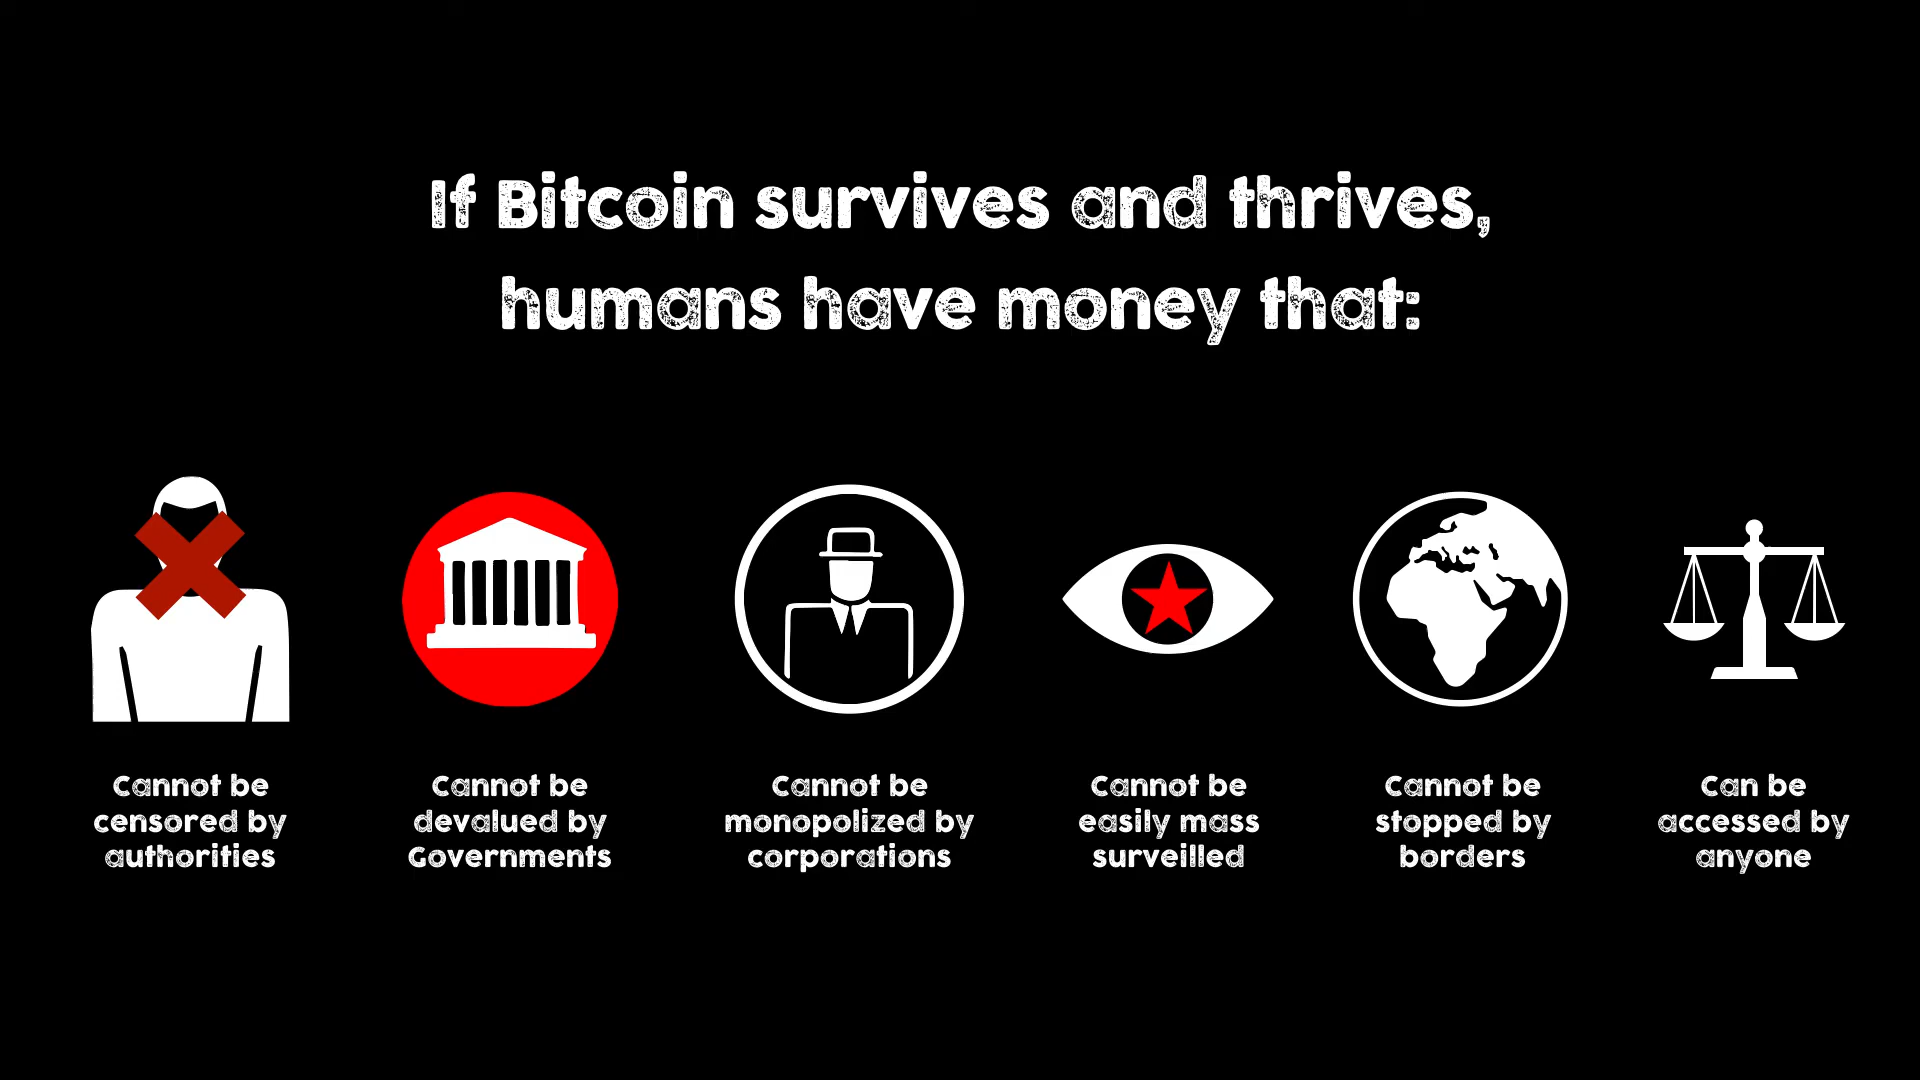 If Bitcoin survives and thrives,
humans have money that:
Cannot be
censored by
authorities
Cannot be
devalued by
Governments
Cannot be
monopolized by
corporations
Cannot be
easily mass
surveilled
Cannot be
stopped by
borders
Can be
accessed by
anyone